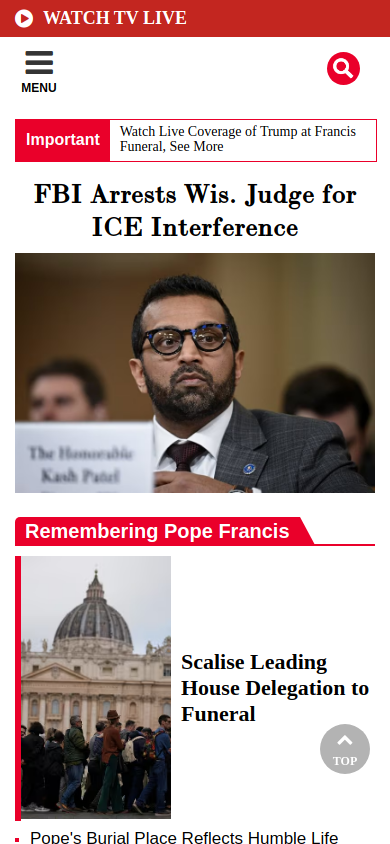 WATCH TV LIVE
MENU
Important
Watch Live Coverage of Trump at Francis
Funeral, See More
FBI Arrests Wis. Judge for
ICE Interference
The Honorable
Kash Patel
Remembering Pope Francis
Scalise Leading
House Delegation to
Funeral
TOP
Pope's Burial Place Reflects Humble Life